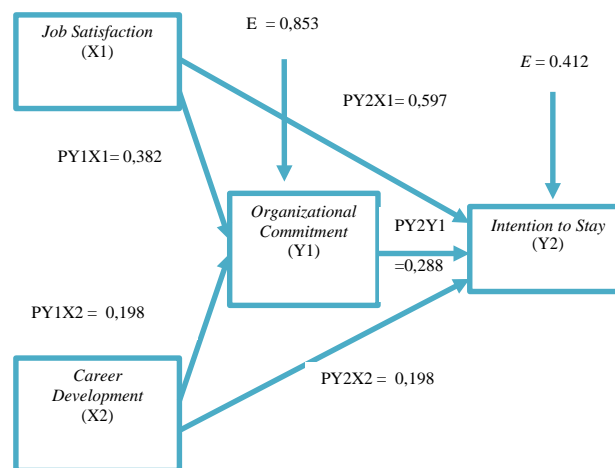 Job Satisfaction
(X1)
E = 0,853
E = 0.412
PY2X1= 0,597
PY1X1= 0,382
Organizational
Commitment
(Y1)
PY2Y1
=0,288
Intention to Stay
(Y2)
PY1X2 = 0,198
PY2X2 = 0,198
Career
Development
(X2)